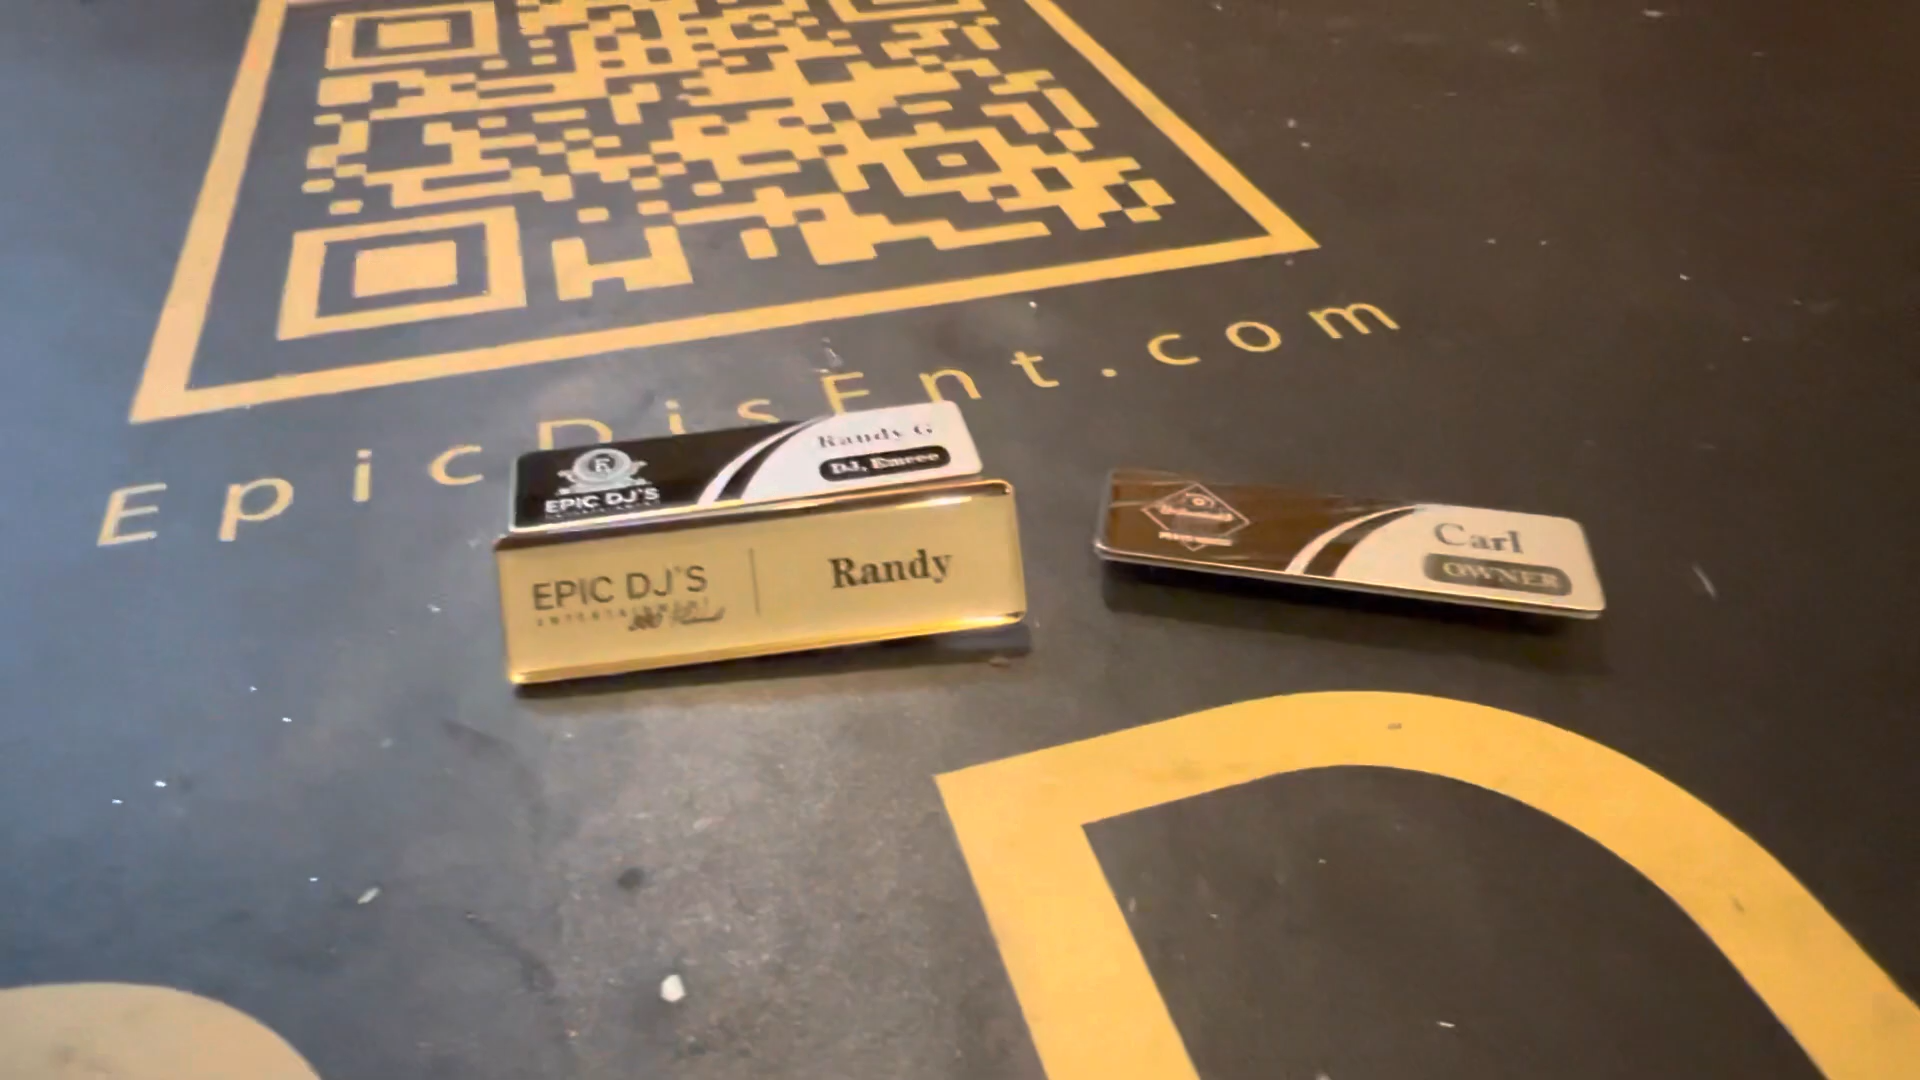 EpicDjsEnt.com
EPIC DJ'S
Randy G
DJ, Emcee
EPIC DJ'S
Randy
Carl
OWNER